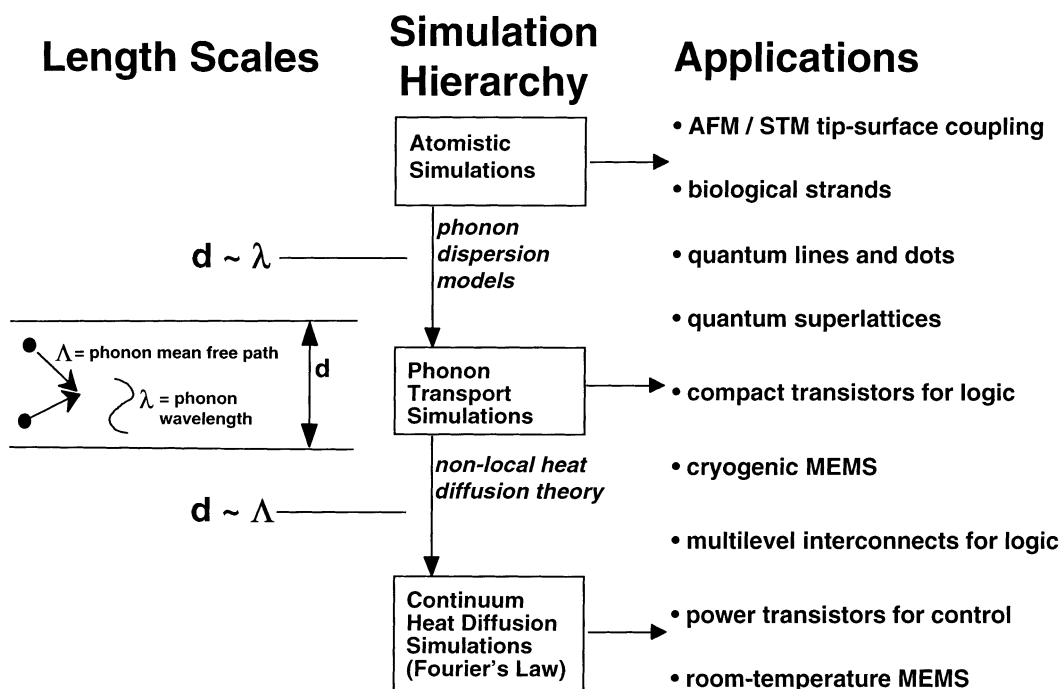 Length Scales
Simulation
Hierarchy
Applications
Atomistic
Simulations
phonon
dispersion
models
d ~ λ
Λ = phonon mean free path
λ = phonon
wavelength
d
Phonon
Transport
Simulations
non-local heat
diffusion theory
d ~ Λ
Continuum
Heat Diffusion
Simulations
(Fourier's Law)
• AFM / STM tip-surface coupling
• biological strands
• quantum lines and dots
• quantum superlattices
• compact transistors for logic
• cryogenic MEMS
• multilevel interconnects for logic
• power transistors for control
• room-temperature MEMS